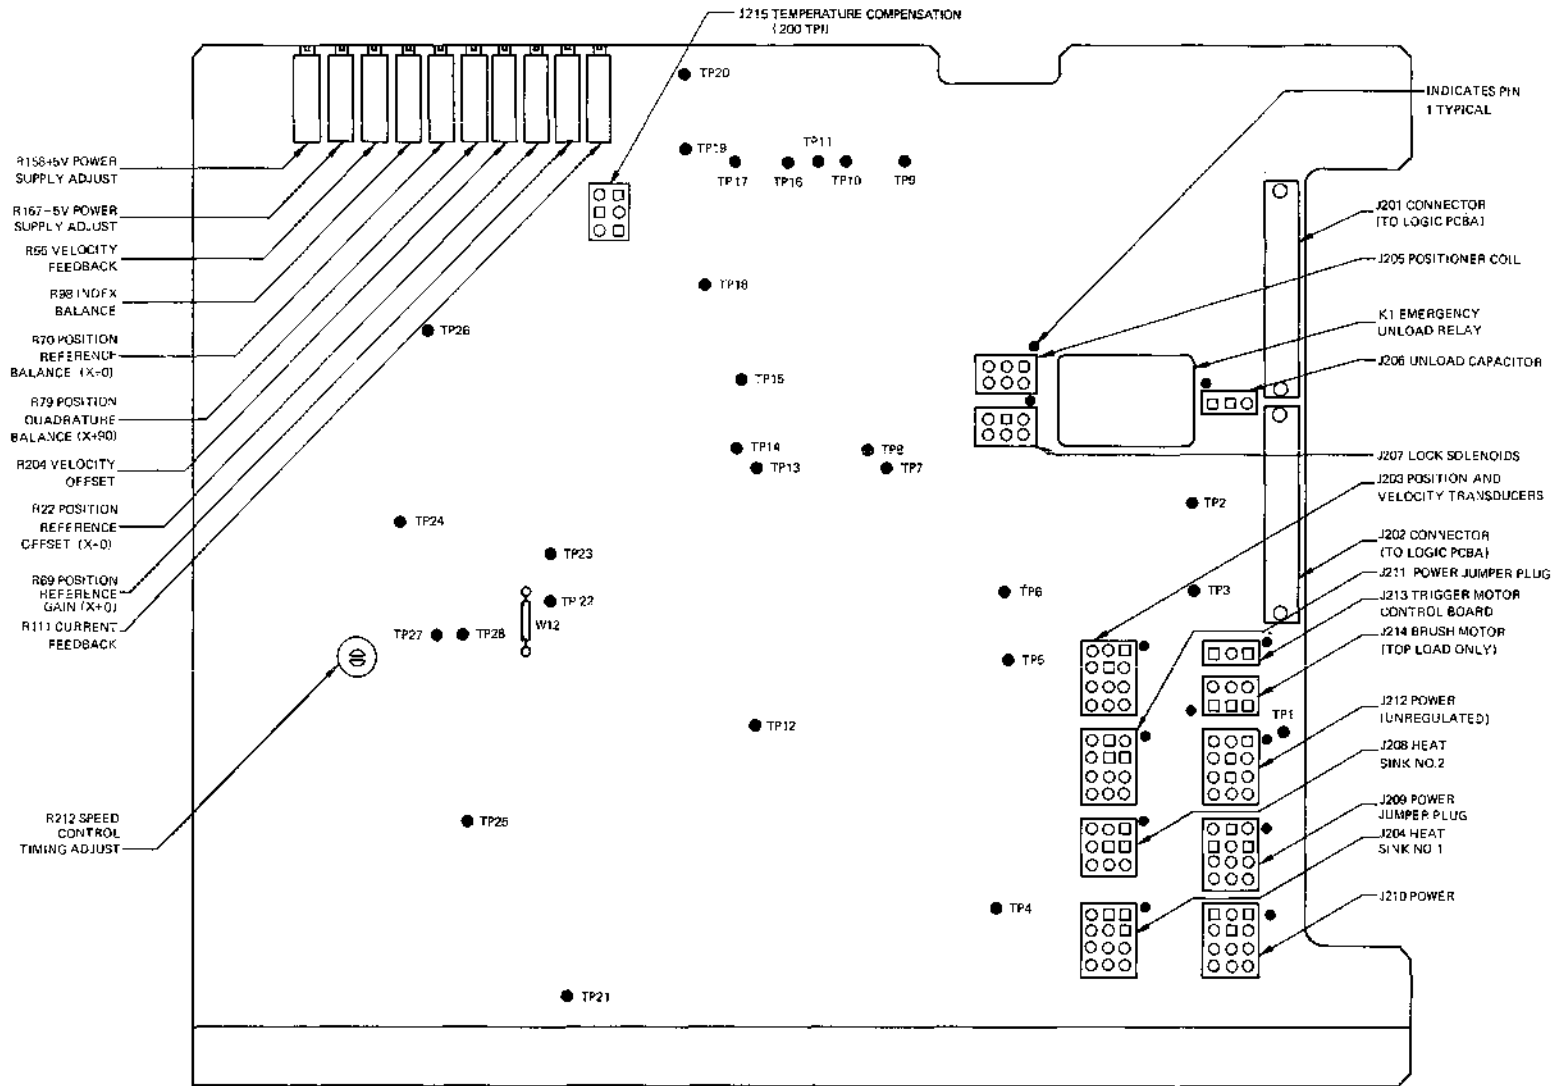 J215 TEMPERATURE COMPENSATION
(200 TPI)
R158+5V POWER
SUPPLY ADJUST
R167-5V POWER
SUPPLY ADJUST
R95 VELOCITY
FEEDBACK
R98 INDEX
BALANCE
R70 POSITION
REFERENCE
BALANCE (X+0)
R79 POSITION
QUADRATURE
BALANCE (X+90)
R204 VELOCITY
OFFSET
R22 POSITION
REFERENCE
OFFSET (X+0)
R69 POSITION
REFERENCE
GAIN (X+0)
R111 CURRENT
FEEDBACK
R212 SPEED
CONTROL
TIMING ADJUST
TP20
TP19
TP17
TP16
TP11
TP10
TP9
TP18
TP26
TP15
TP14
TP13
TP8
TP7
TP24
TP23
TP22
W12
TP27
TP28
TP2
TP6
TP3
TP5
TP1
TP12
TP25
TP4
TP21
INDICATES PIN
1 TYPICAL
J201 CONNECTOR
(TO LOGIC PCBA)
J205 POSITIONER COIL
K1 EMERGENCY
UNLOAD RELAY
J206 UNLOAD CAPACITOR
J207 LOCK SOLENOIDS
J203 POSITION AND
VELOCITY TRANSDUCERS
J202 CONNECTOR
(TO LOGIC PCBA)
J211 POWER JUMPER PLUG
J213 TRIGGER MOTOR
CONTROL BOARD
J214 BRUSH MOTOR
(TOP LOAD ONLY)
J212 POWER
(UNREGULATED)
J208 HEAT
SINK NO.2
J209 POWER
JUMPER PLUG
J204 HEAT
SINK NO 1
J210 POWER